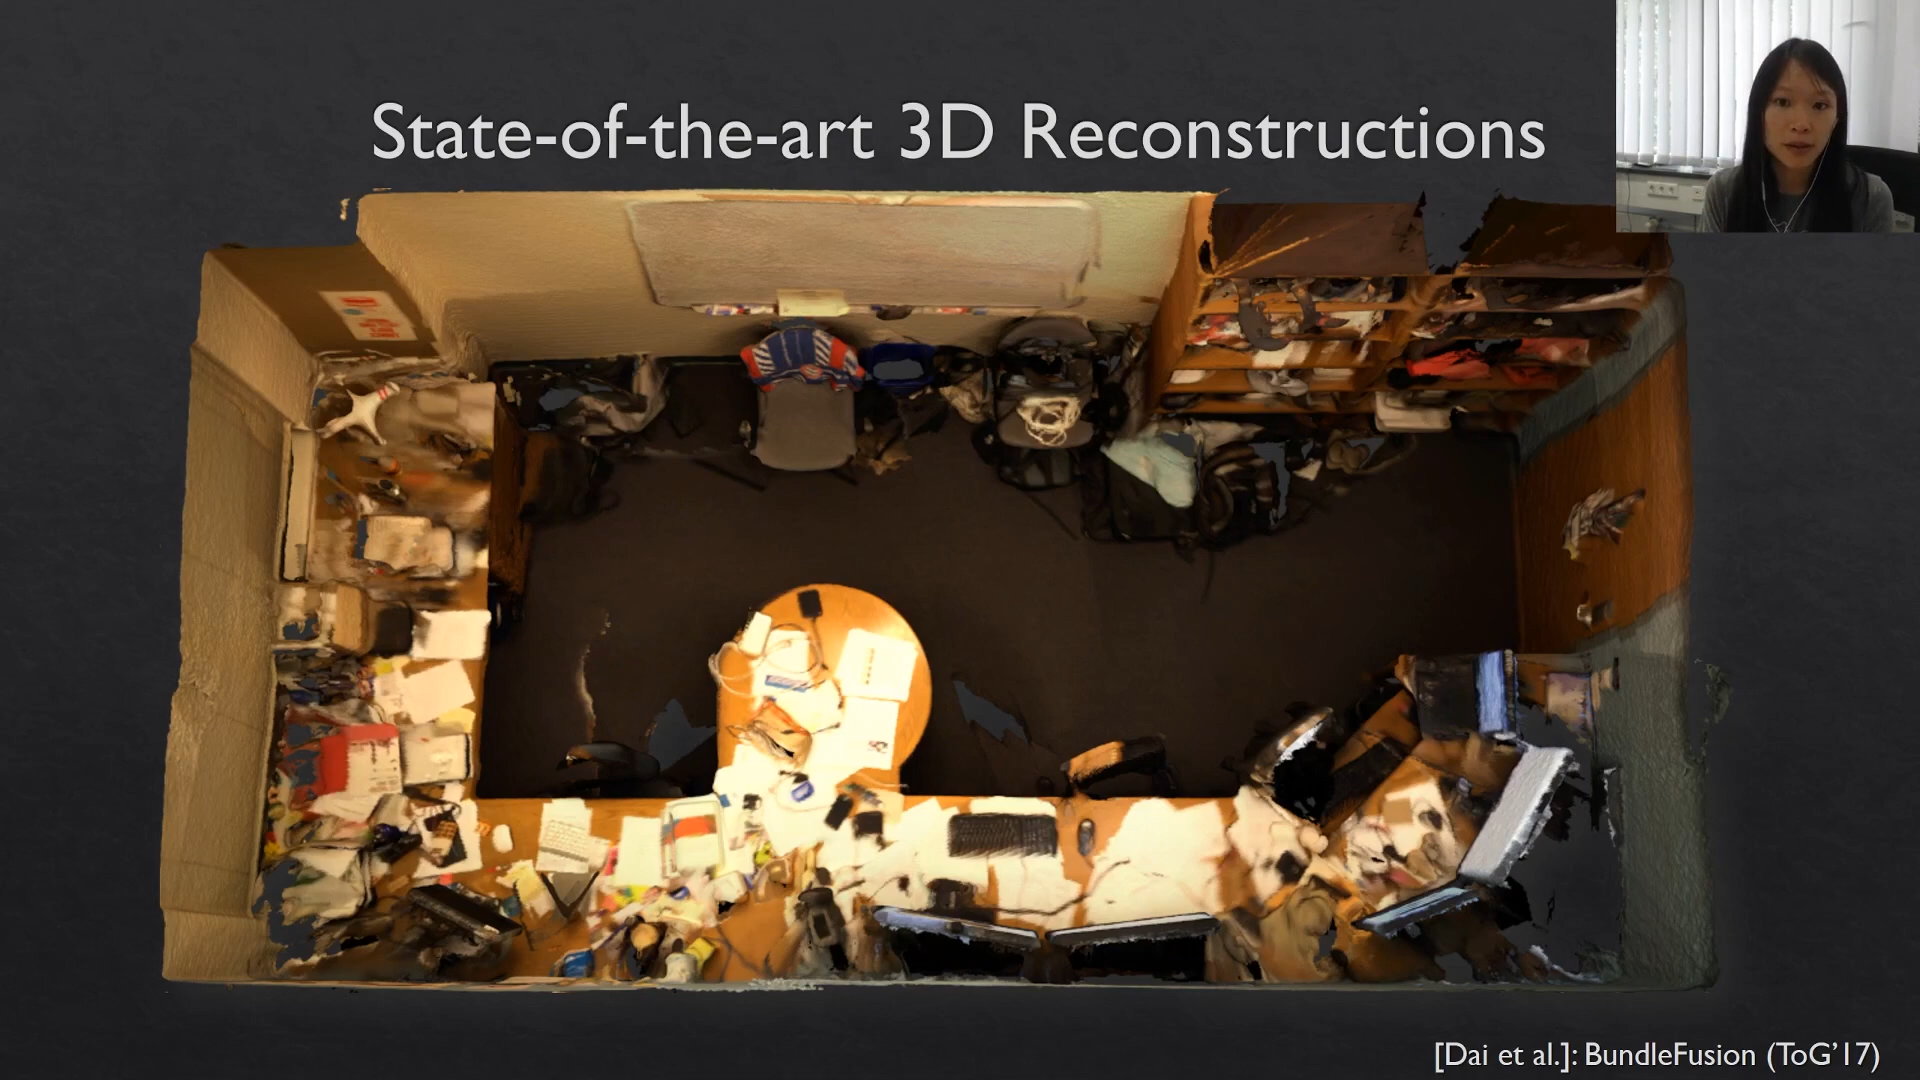 State-of-the-art 3D Reconstructions
[Dai et al.]: BundleFusion (ToG'17)